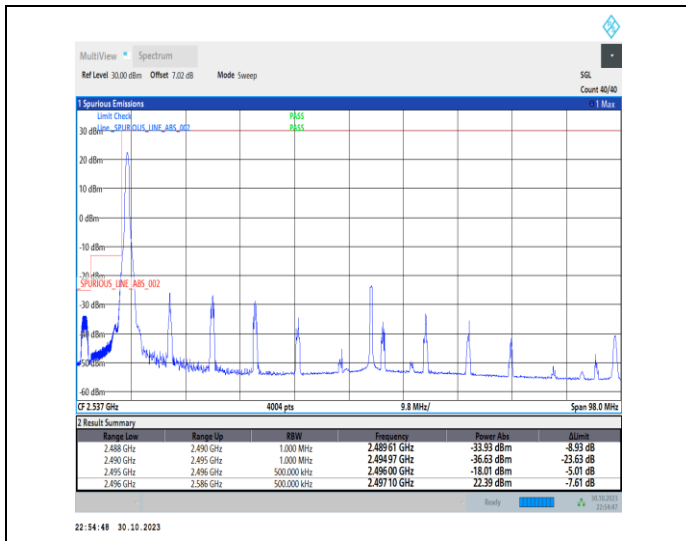 MultiView Spectrum
Ref Level 30.00 dBm Offset 7.02 dB Mode Sweep SGL
Count 40/40
1 Spurious Emissions 1 Max
Limit Check PASS
Line _SPURIOUS_LINE_ABS_002 PASS
30 dBm
20 dBm
10 dBm
0 dBm
-10 dBm
-20 dBm
SPURIOUS_LINE_ABS_002
-30 dBm
-40 dBm
-50 dBm
-60 dBm
CF 2.537 GHz 4004 pts 9.8 MHz/ Span 98.0 MHz
2 Result Summary
Range Low Range Up RBW Frequency Power Abs ΔLimit
2.488 GHz 2.490 GHz 1.000 MHz 2.48961 GHz -33.93 dBm -8.93 dB
2.490 GHz 2.495 GHz 1.000 MHz 2.49497 GHz -36.63 dBm -23.63 dB
2.495 GHz 2.496 GHz 500.000 kHz 2.49600 GHz -18.01 dBm -5.01 dB
2.496 GHz 2.586 GHz 500.000 kHz 2.49710 GHz 22.39 dBm -7.61 dB
Ready 30.10.2023
22:54:47
22:54:48 30.10.2023